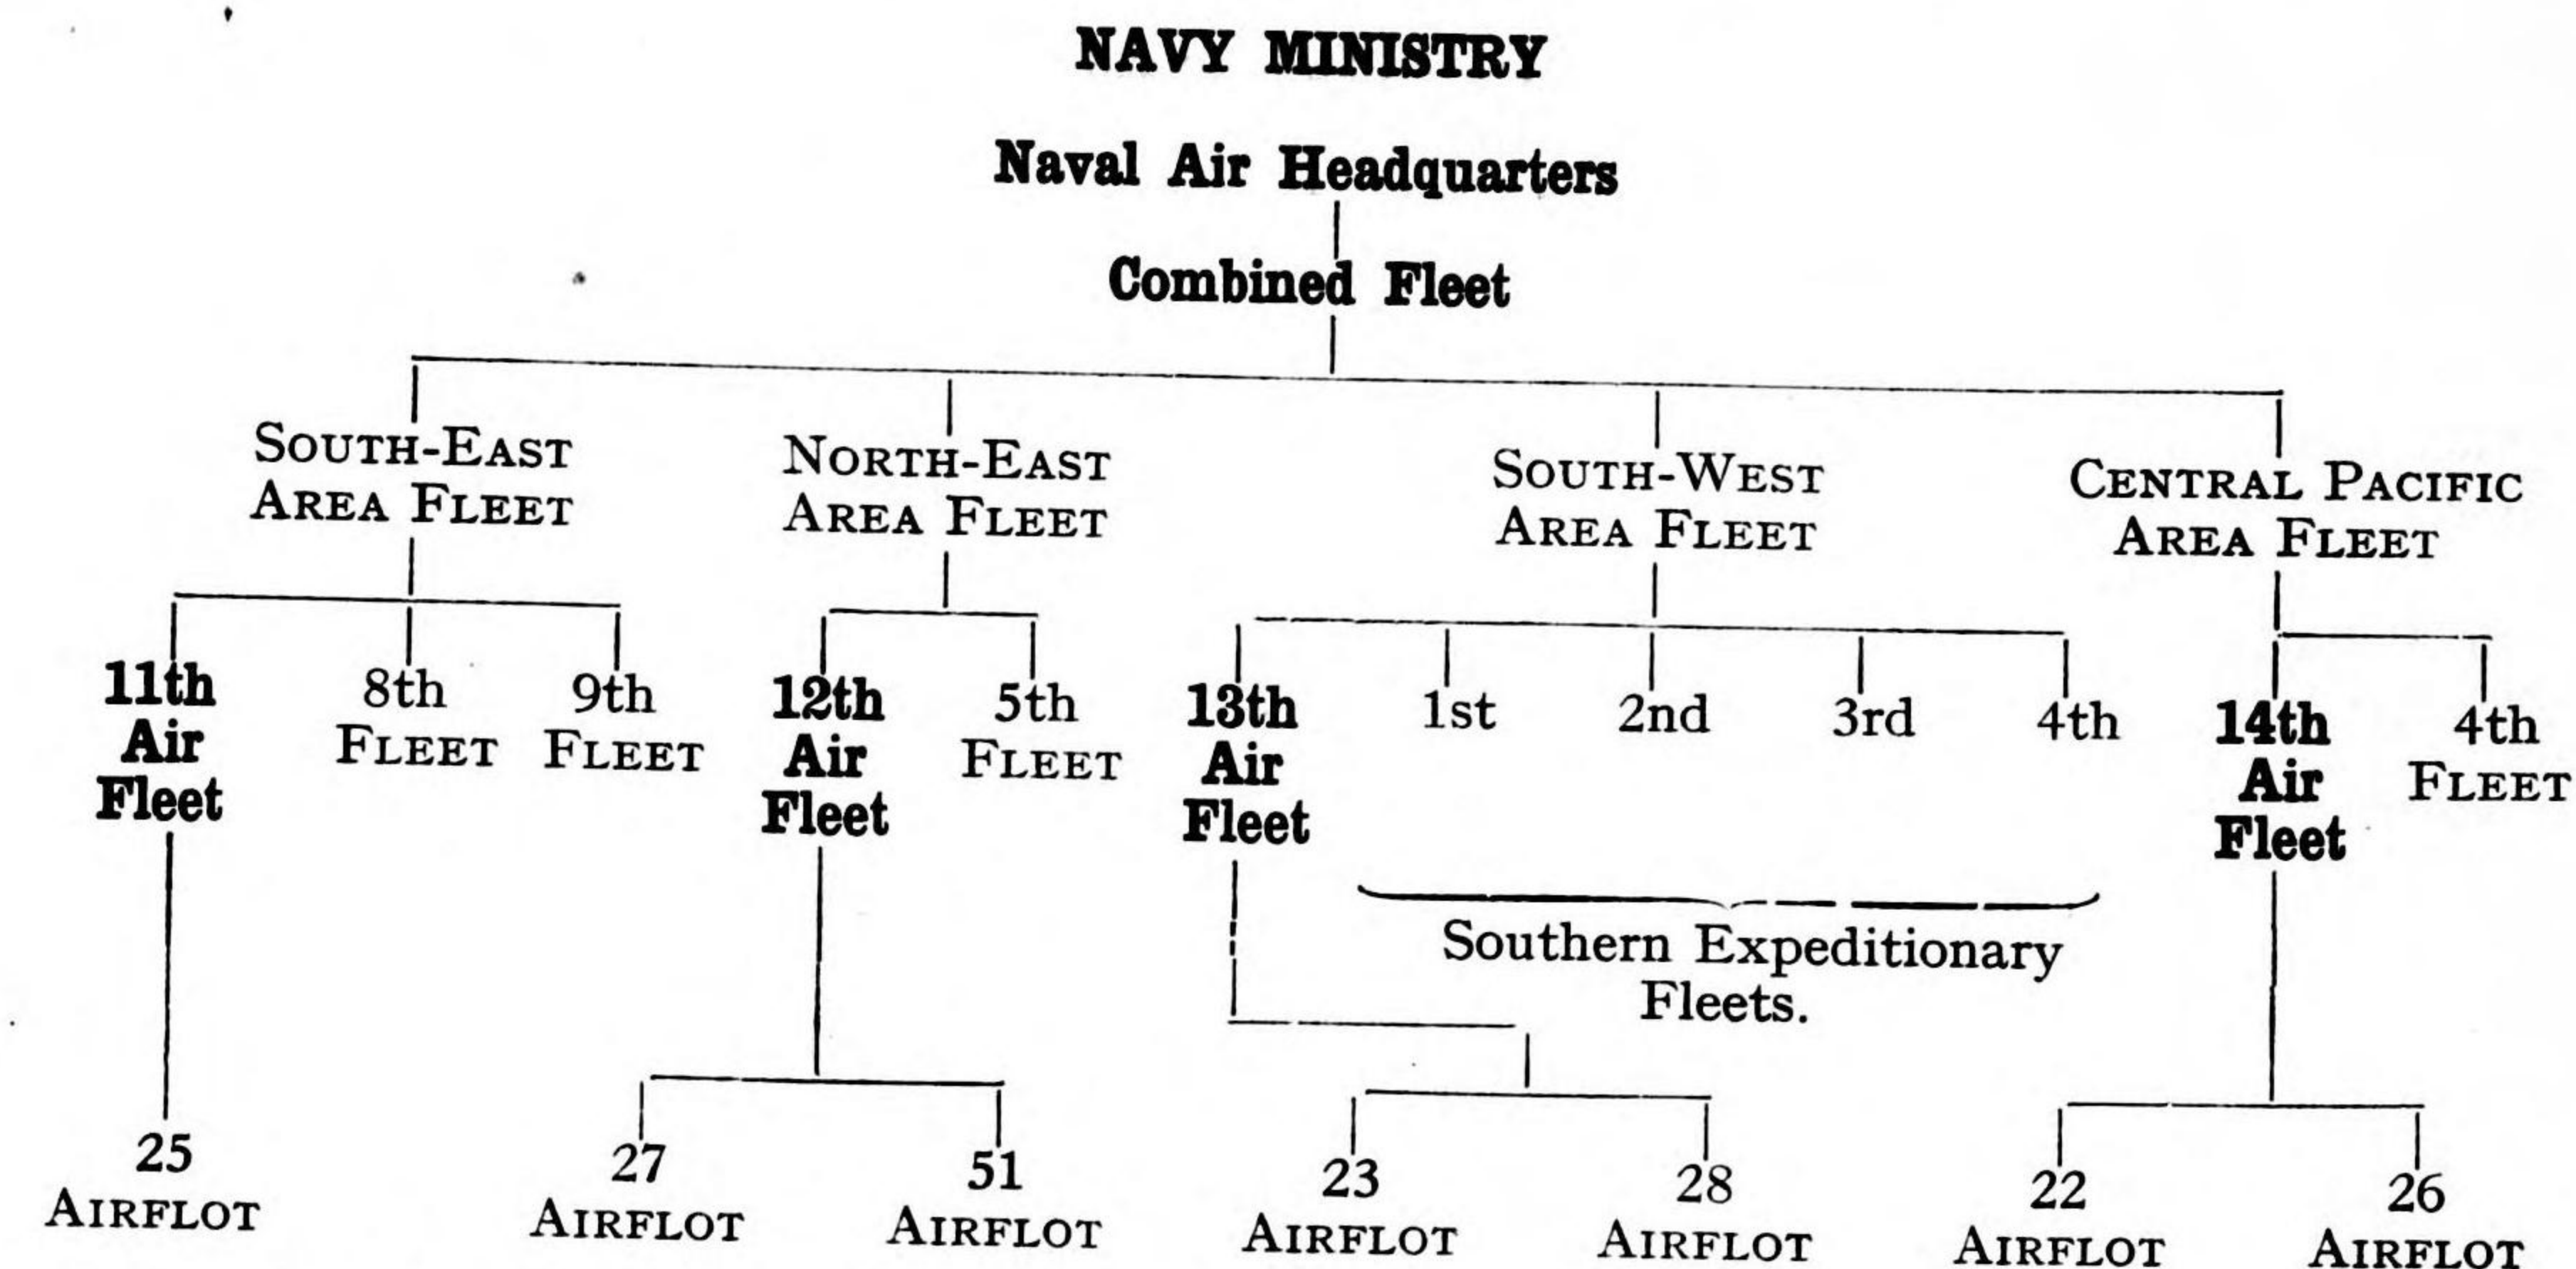 NAVY MINISTRY
Naval Air Headquarters
Combined Fleet
SOUTH-EAST
AREA FLEET
NORTH-EAST
AREA FLEET
SOUTH-WEST
AREA FLEET
CENTRAL PACIFIC
AREA FLEET
11th
Air
Fleet
8th
FLEET
9th
FLEET
12th
Air
Fleet
5th
FLEET
13th
Air
Fleet
1st
2nd
3rd
4th
Southern Expeditionary
Fleets.
14th
Air
Fleet
4th
FLEET
25
AIRFLOT
27
AIRFLOT
51
AIRFLOT
23
AIRFLOT
28
AIRFLOT
22
AIRFLOT
26
AIRFLOT